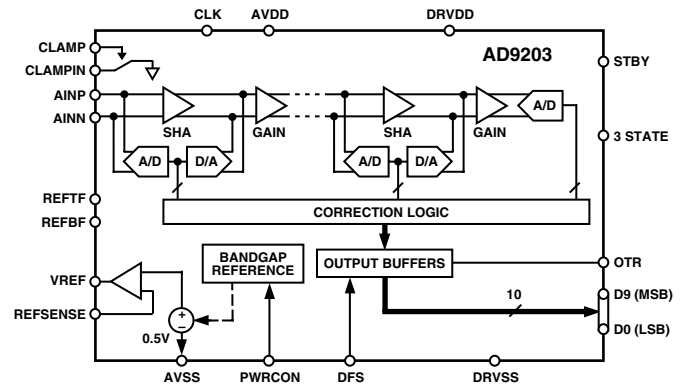 CLK AVDD DRVDD
AD9203
CLAMP
CLAMPIN
AINP
AINN
REFTF
REFBF
VREF
REFSENSE
STBY
3 STATE
OTR
D9 (MSB)
D0 (LSB)
SHA GAIN SHA GAIN A/D
A/D D/A A/D D/A
CORRECTION LOGIC
BANDGAP
REFERENCE
OUTPUT BUFFERS
10
+
–
0.5V
AVSS PWRCON DFS DRVSS